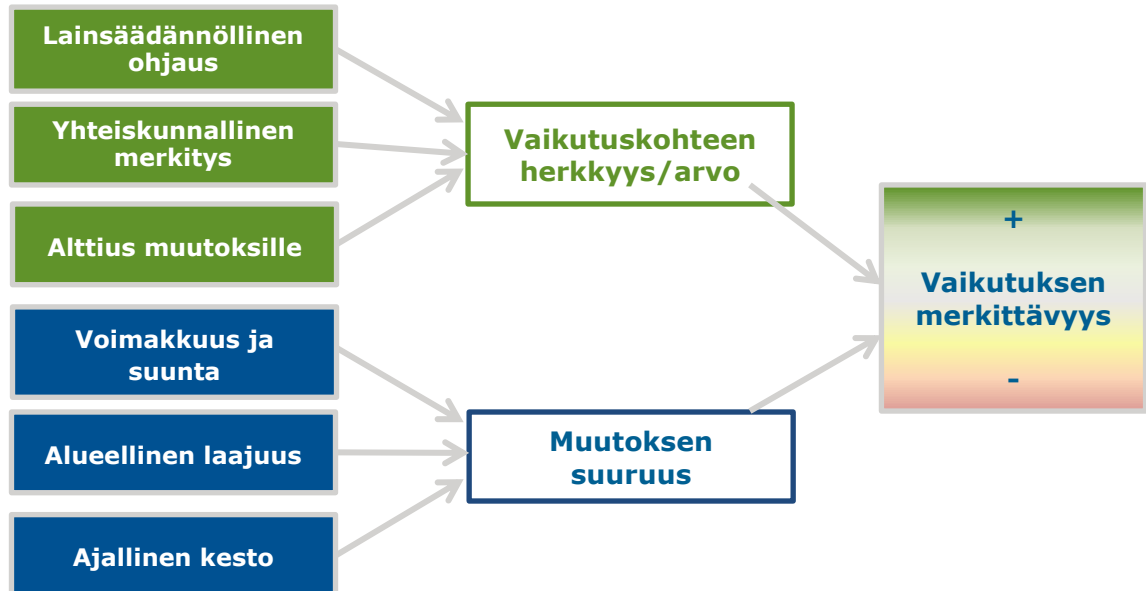 Lainsäädännöllinen
ohjaus
Yhteiskunnallinen
merkitys
Alttius muutoksille
Voimakkuus ja
suunta
Alueellinen laajuus
Ajallinen kesto
Vaikutuskohteen
herkkyys/arvo
Muutoksen
suuruus
+
Vaikutuksen
merkittävyys
-